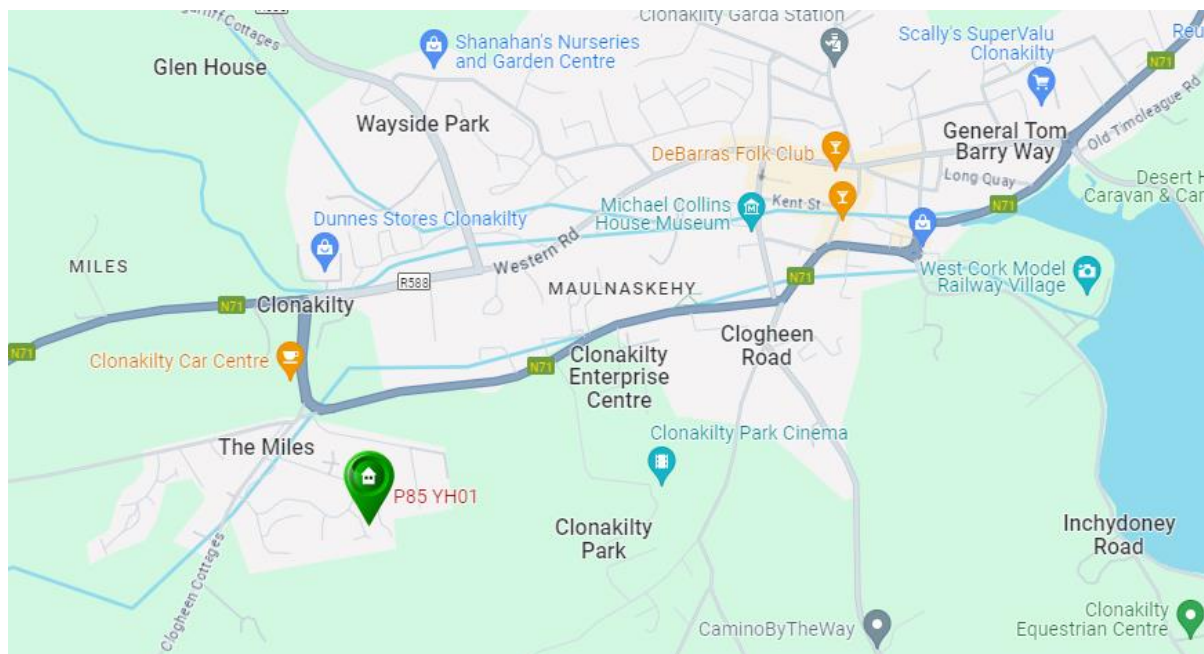 Clonakilty Garda Station
Shanahan's Nurseries
and Garden Centre
Scally's SuperValu
Clonakilty
N71
Glen House
Cottages
Wayside Park
General Tom
Barry Way
Old Timoleague Rd
DeBarras Folk Club
Long Quay
Desert H
Caravan & Car
Kent St
Michael Collins
House Museum
N71
Dunnes Stores Clonakilty
Western Rd
MILES
R588
MAULNASKEHY
N71
West Cork Model
Railway Village
N71
Clonakilty
N71
Clogheen
Road
Clonakilty Car Centre
N71
Clonakilty
Enterprise
Centre
The Miles
Clonakilty Park Cinema
P85 YH01
Clonakilty
Park
Inchydoney
Road
Clogheen Cottages
CaminoByTheWay
Clonakilty
Equestrian Centre